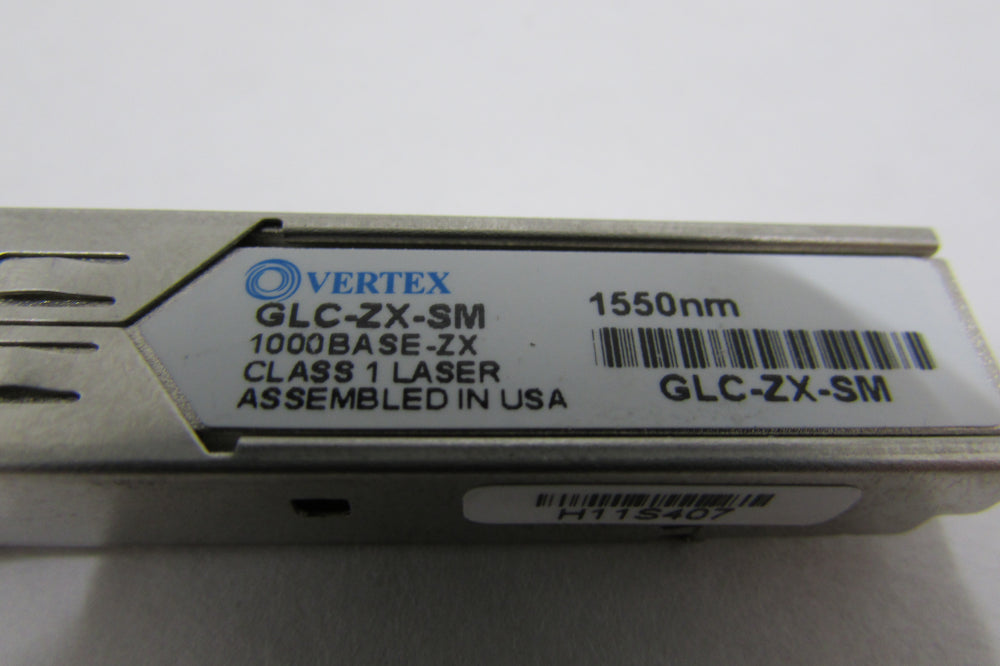 VERTEX
GLC-ZX-SM
1000BASE-ZX
CLASS 1 LASER
ASSEMBLED IN USA
1550nm
GLC-ZX-SM
H11S407